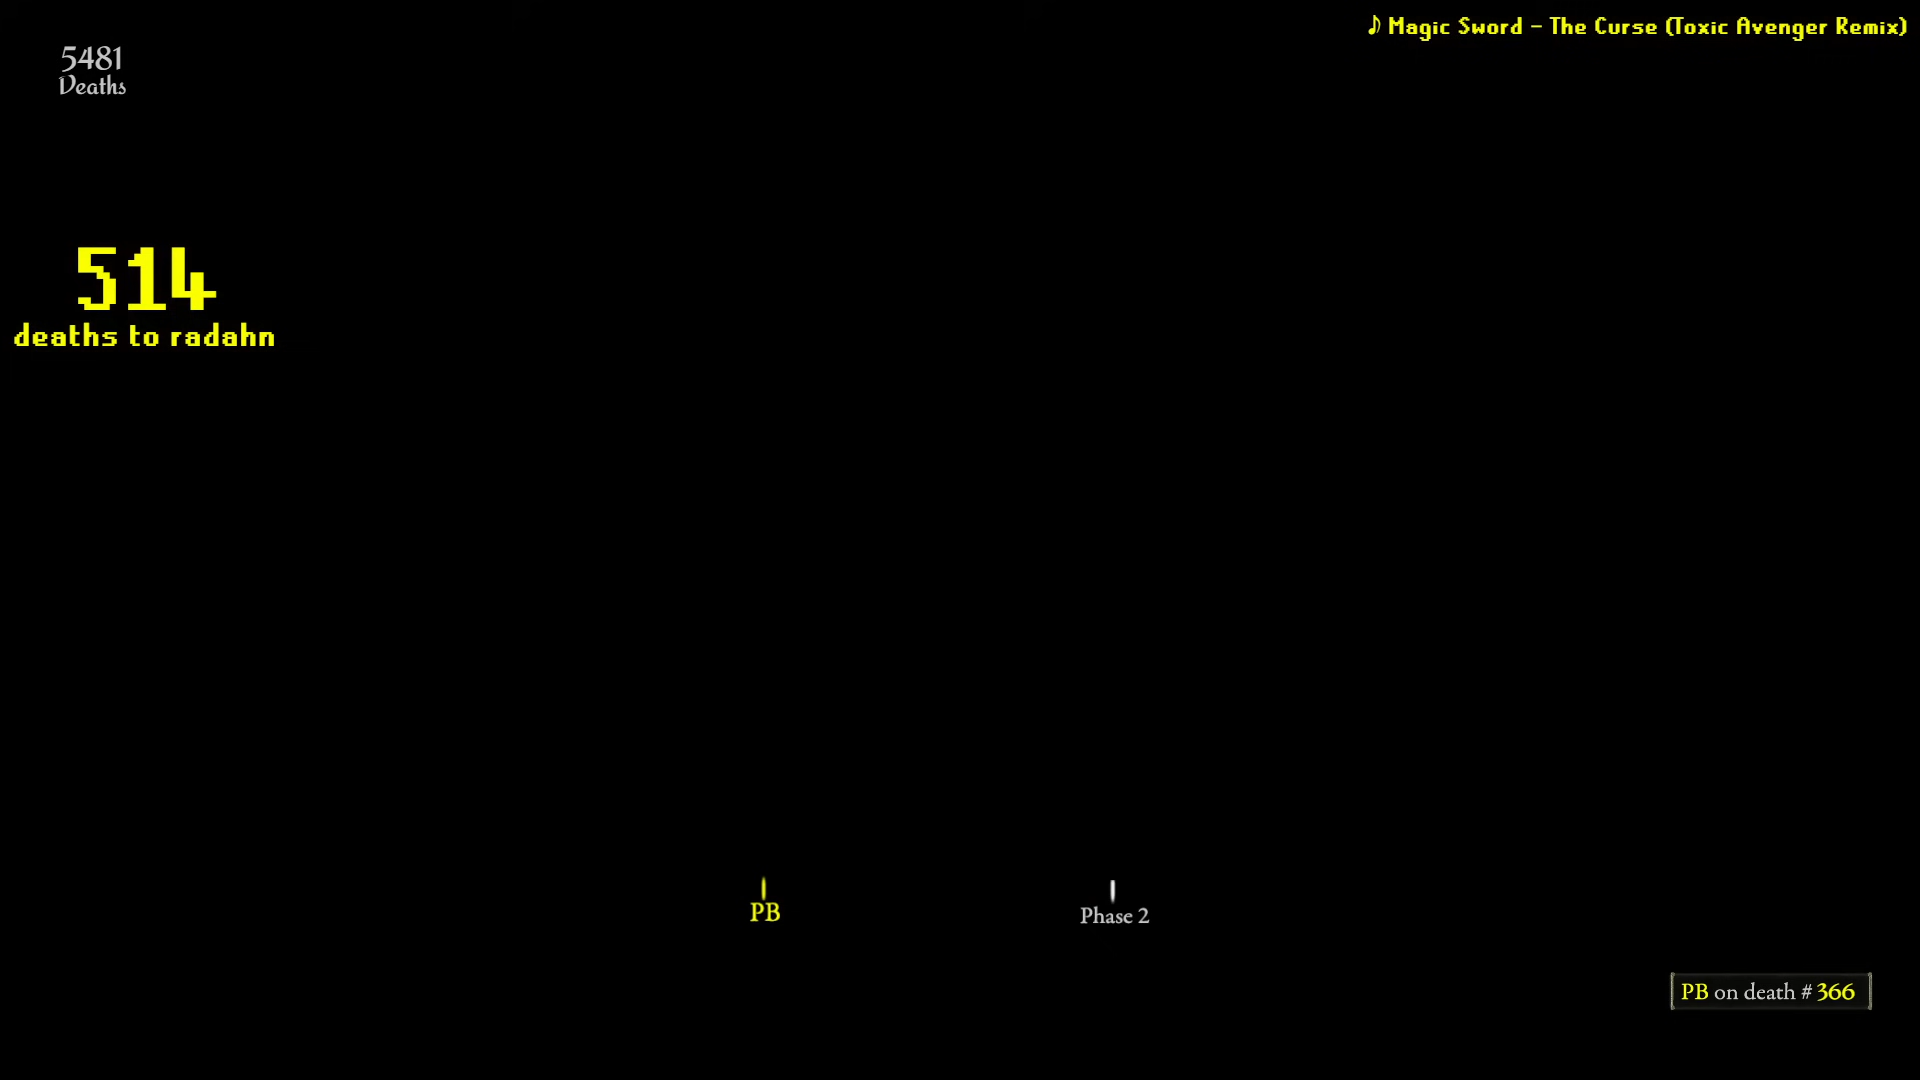 ♪ Magic Sword - The Curse (Toxic Avenger Remix)
5481
Deaths
514
deaths to radahn
PB
Phase 2
PB on death # 366